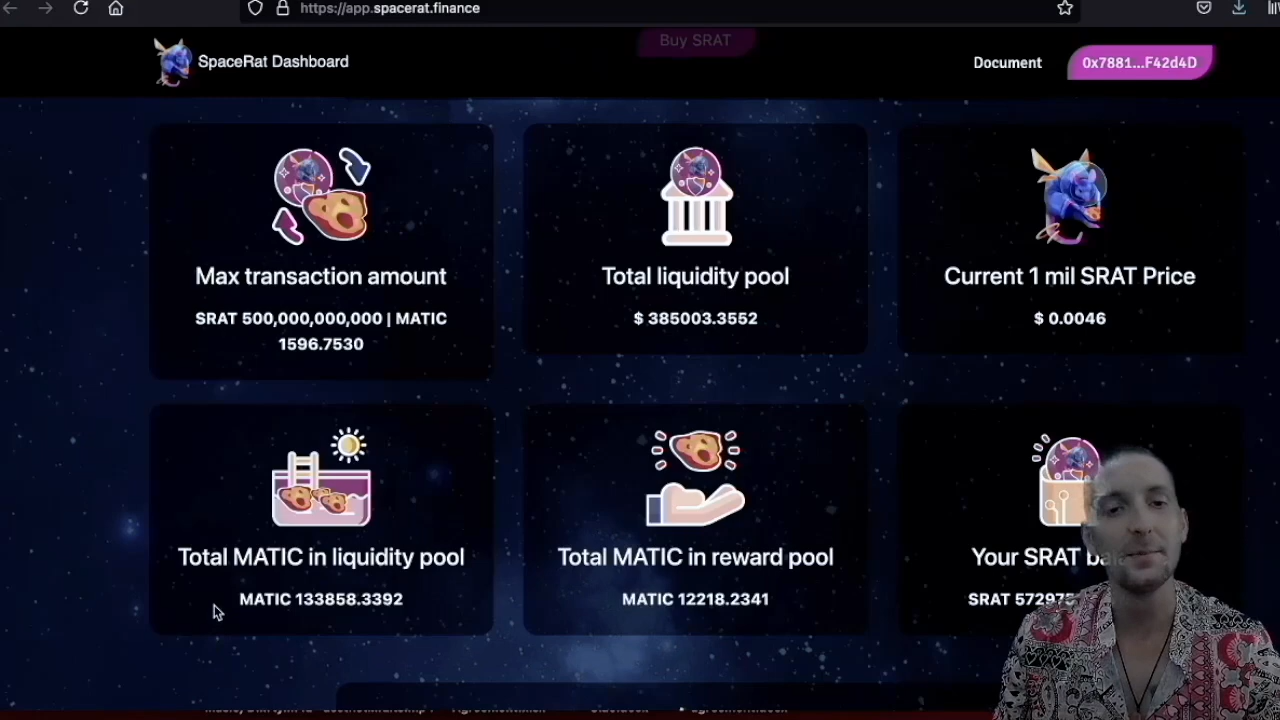 https://app.spacerat.finance
Buy SRAT
SpaceRat Dashboard
Document
0x7881...F42d4D
Max transaction amount
SRAT 500,000,000,000 | MATIC
1596.7530
Total liquidity pool
$ 385003.3552
Current 1 mil SRAT Price
$ 0.0046
Total MATIC in liquidity pool
MATIC 133858.3392
Total MATIC in reward pool
MATIC 12218.2341
Your SRAT
SRAT